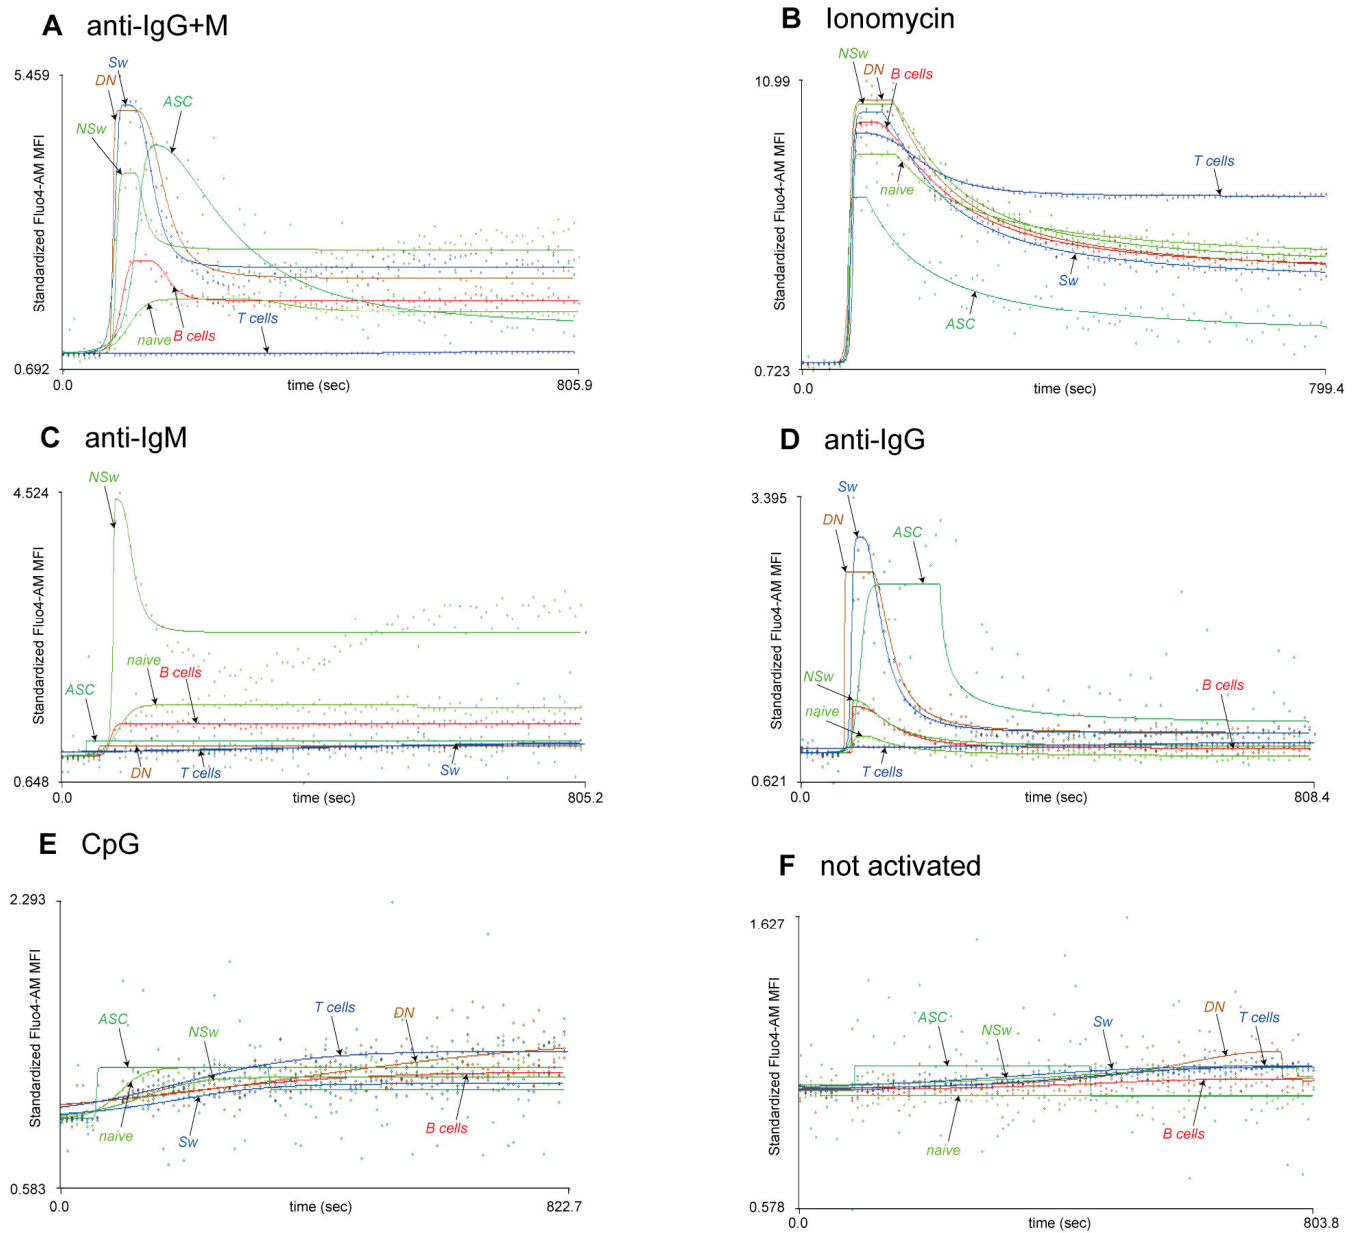 A anti-IgG+M
5.459
Standardized Fluo4-AM MFI
0.692
0.0
time (sec)
805.9
Sw
DN
ASC
NSw
T cells
naive
B cells
B Ionomycin
10.99
Standardized Fluo4-AM MFI
0.723
0.0
time (sec)
799.4
NSw
DN
B cells
T cells
naive
Sw
ASC
C anti-IgM
4.524
Standardized Fluo4-AM MFI
0.648
0.0
time (sec)
805.2
NSw
naive
B cells
ASC
DN
T cells
Sw
D anti-IgG
3.395
Standardized Fluo4-AM MFI
0.621
0.0
time (sec)
808.4
Sw
DN
ASC
NSw
B cells
naive
T cells
E CpG
2.293
Standardized Fluo4-AM MFI
0.583
0.0
time (sec)
822.7
T cells
DN
ASC
NSw
naive
Sw
B cells
F not activated
1.627
Standardized Fluo4-AM MFI
0.578
0.0
time (sec)
803.8
ASC
NSw
Sw
DN
T cells
B cells
naive